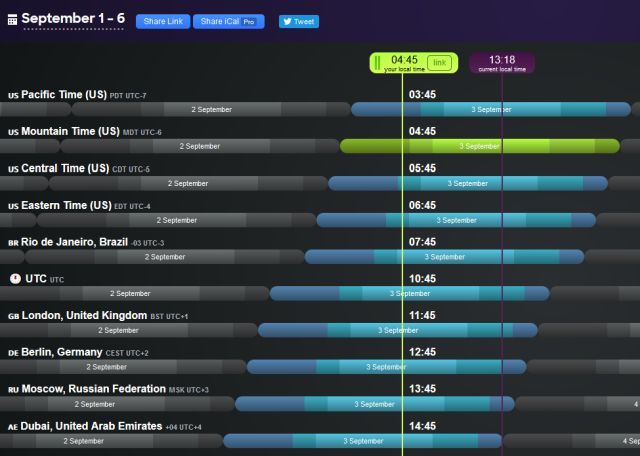 September 1 - 6 Share Link Share iCal Pro Tweet
04:45 13:18
your local time link current local time
US Pacific Time (US) PDT UTC-7 03:45
2 September 3 September
US Mountain Time (US) MDT UTC-6 04:45
2 September 3 September
US Central Time (US) CDT UTC-5 05:45
2 September 3 September
US Eastern Time (US) EDT UTC-4 06:45
2 September 3 September
BR Rio de Janeiro, Brazil -03 UTC-3 07:45
2 September 3 September
UTC UTC 10:45
2 September 3 September
GB London, United Kingdom BST UTC+1 11:45
2 September 3 September
DE Berlin, Germany CEST UTC+2 12:45
2 September 3 September
RU Moscow, Russian Federation MSK UTC+3 13:45
2 September 3 September 4
AE Dubai, United Arab Emirates +04 UTC+4 14:45
2 September 3 September 4 Sep